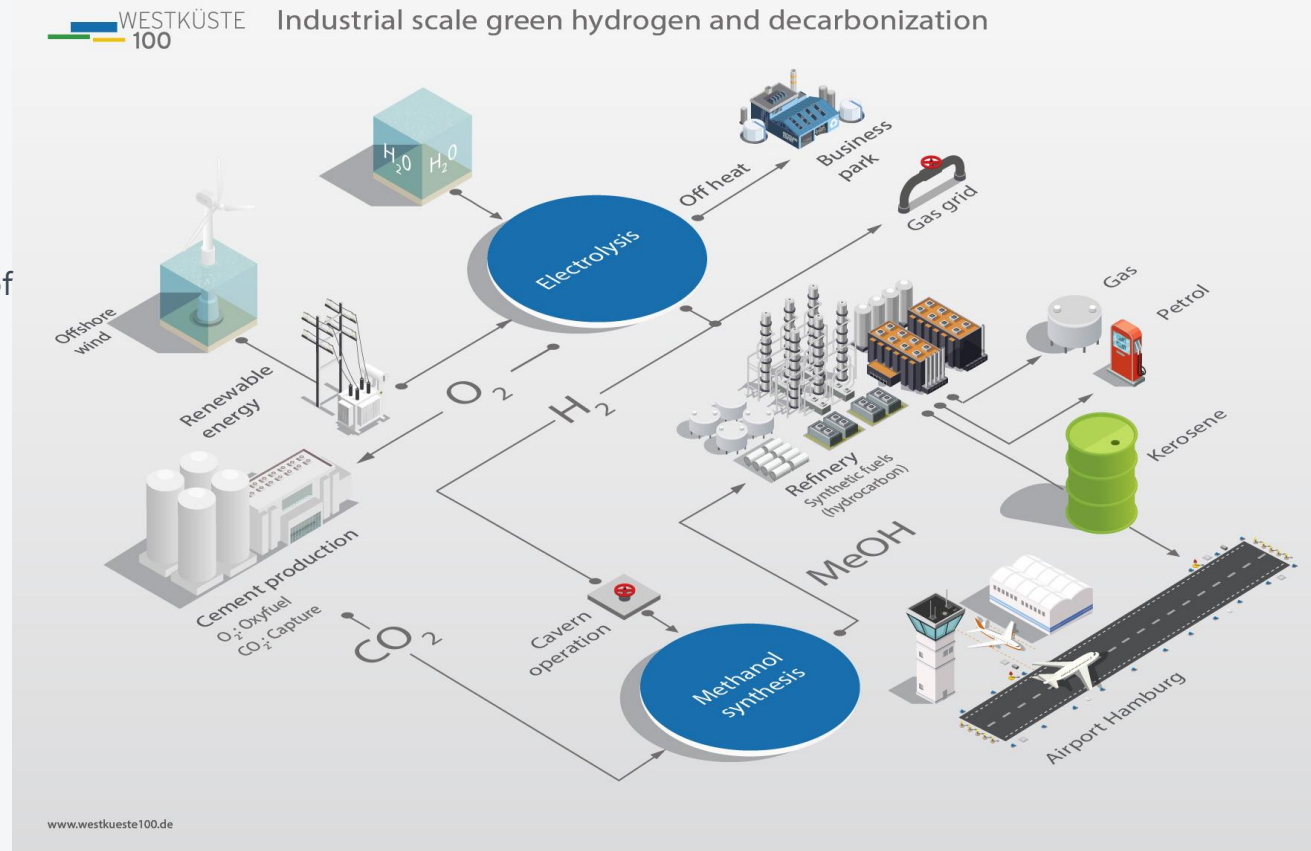 WESTKÜSTE
100
Industrial scale green hydrogen and decarbonization
H₂O
H₂O
Electrolysis
Off heat
Business
park
Gas grid
of
Offshore
wind
Renewable
energy
O₂
H₂
Gas
Petrol
Kerosene
Refinery
Synthetic fuels
(hydrocarbon)
MeOH
Cement production
O₂: Oxyfuel
CO₂: Capture
CO₂
Cavern
operation
Methanol
synthesis
Airport Hamburg
www.westkueste100.de